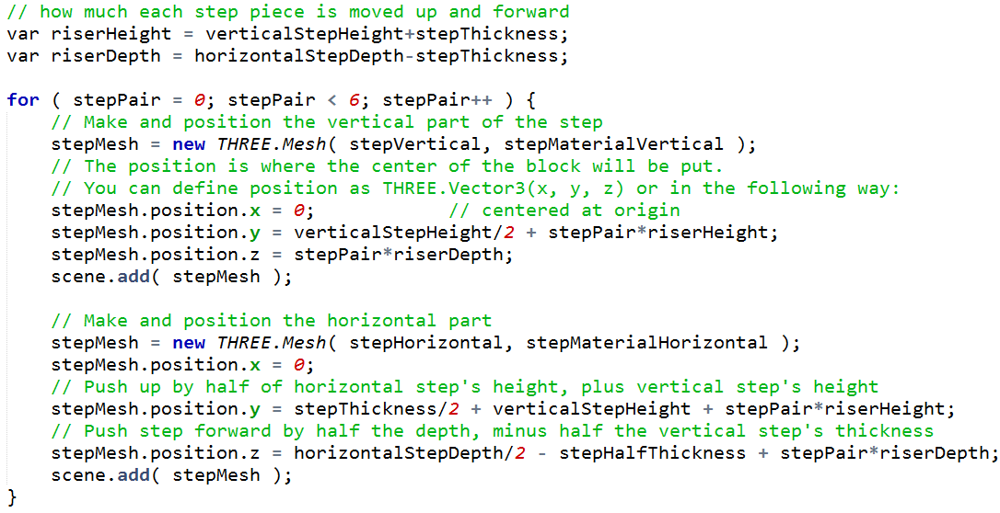 // how much each step piece is moved up and forward
var riserHeight = verticalStepHeight+stepThickness;
var riserDepth = horizontalStepDepth-stepThickness;

for ( stepPair = 0; stepPair < 6; stepPair++ ) {
    // Make and position the vertical part of the step
    stepMesh = new THREE.Mesh( stepVertical, stepMaterialVertical );
    // The position is where the center of the block will be put.
    // You can define position as THREE.Vector3(x, y, z) or in the following way:
    stepMesh.position.x = 0;            // centered at origin
    stepMesh.position.y = verticalStepHeight/2 + stepPair*riserHeight;
    stepMesh.position.z = stepPair*riserDepth;
    scene.add( stepMesh );

    // Make and position the horizontal part
    stepMesh = new THREE.Mesh( stepHorizontal, stepMaterialHorizontal );
    stepMesh.position.x = 0;
    // Push up by half of horizontal step's height, plus vertical step's height
    stepMesh.position.y = stepThickness/2 + verticalStepHeight + stepPair*riserHeight;
    // Push step forward by half the depth, minus half the vertical step's thickness
    stepMesh.position.z = horizontalStepDepth/2 - stepHalfThickness + stepPair*riserDepth;
    scene.add( stepMesh );
}